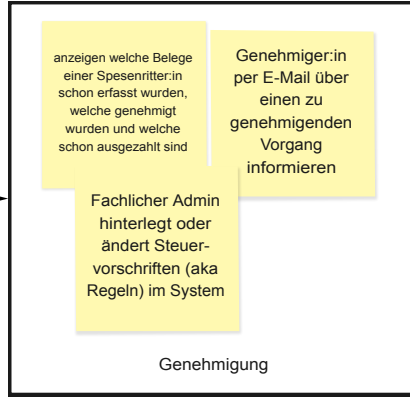 anzeigen welche Belege
einer Spesenritter:in
schon erfasst wurden,
welche genehmigt
wurden und welche
schon ausgezahlt sind
Genehmiger:in
per E-Mail über
einen zu
genehmigenden
Vorgang
informieren
Fachlicher Admin
hinterlegt oder
ändert Steuer-
vorschriften (aka
Regeln) im System
Genehmigung